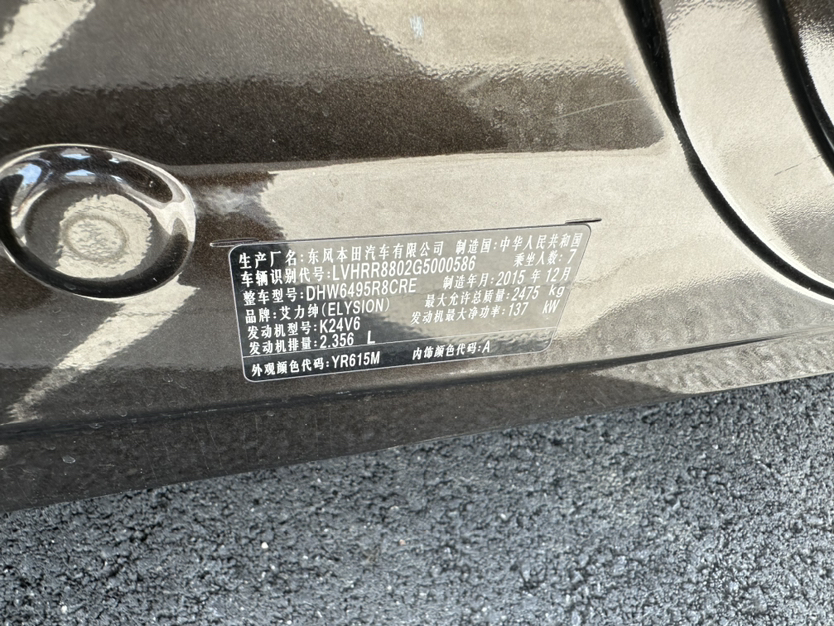 生产厂名:东风本田汽车有限公司 制造国:中华人民共和国
车辆识别代号:LVHRR8802G5000586 乘坐人数:7
整车型号:DHW6495R8CRE 制造年月:2015 年 12月
品牌:艾力绅(ELYSION) 最大允许总质量:2475 kg
发动机型号:K24V6 发动机最大净功率:137 kW
发动机排量:2.356 L
外观颜色代码:YR615M 内饰颜色代码:A